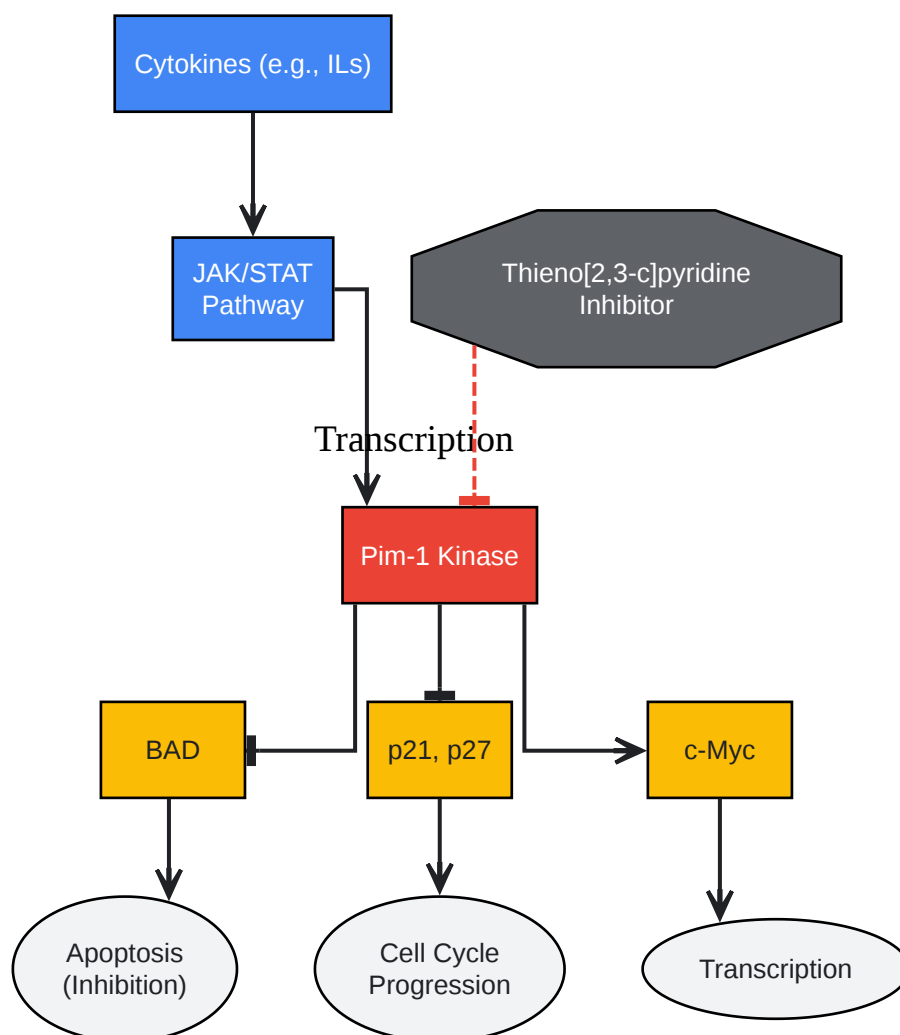 Cytokines (e.g., ILs)
JAK/STAT
Pathway
Thieno[2,3-c]pyridine
Inhibitor
Transcription
Pim-1 Kinase
BAD
p21, p27
c-Myc
Apoptosis
(Inhibition)
Cell Cycle
Progression
Transcription